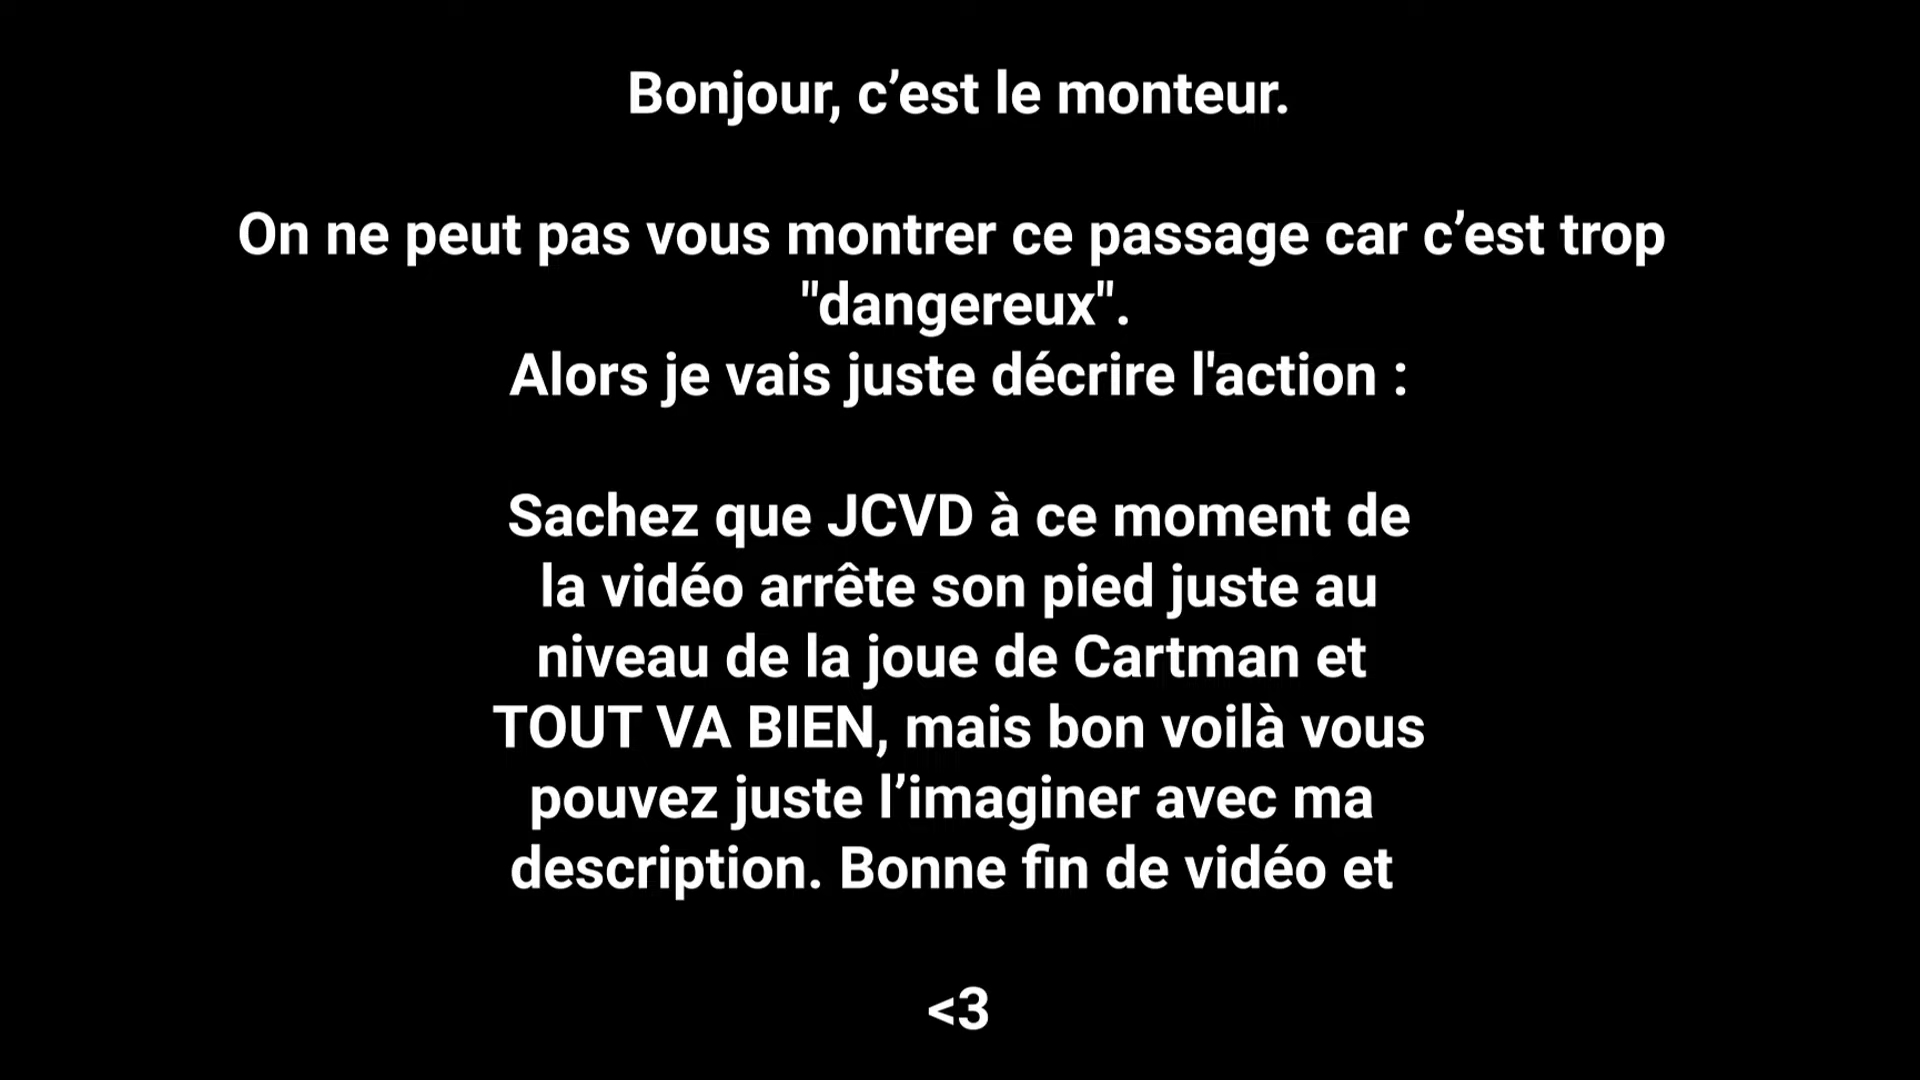 Bonjour, c’est le monteur.
On ne peut pas vous montrer ce passage car c’est trop
"dangereux".
Alors je vais juste décrire l'action :
Sachez que JCVD à ce moment de
la vidéo arrête son pied juste au
niveau de la joue de Cartman et
TOUT VA BIEN, mais bon voilà vous
pouvez juste l’imaginer avec ma
description. Bonne fin de vidéo et
<3